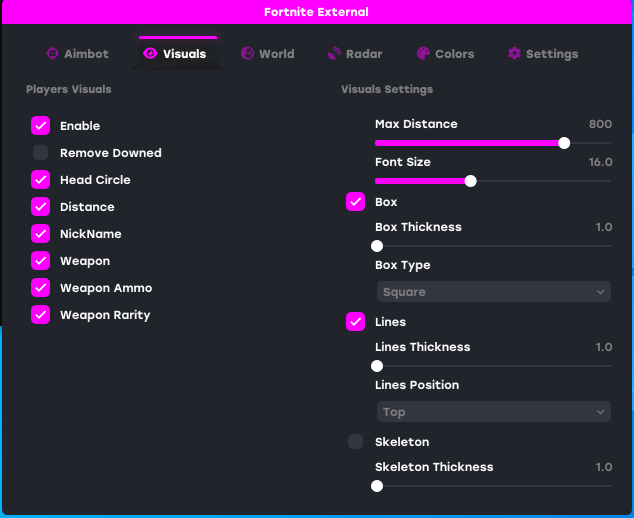 Fortnite External
Aimbot
Visuals
World
Radar
Colors
Settings
Players Visuals
Enable
Remove Downed
Head Circle
Distance
NickName
Weapon
Weapon Ammo
Weapon Rarity
Visuals Settings
Max Distance 800
Font Size 16.0
Box
Box Thickness 1.0
Box Type
Square
Lines
Lines Thickness 1.0
Lines Position
Top
Skeleton
Skeleton Thickness 1.0